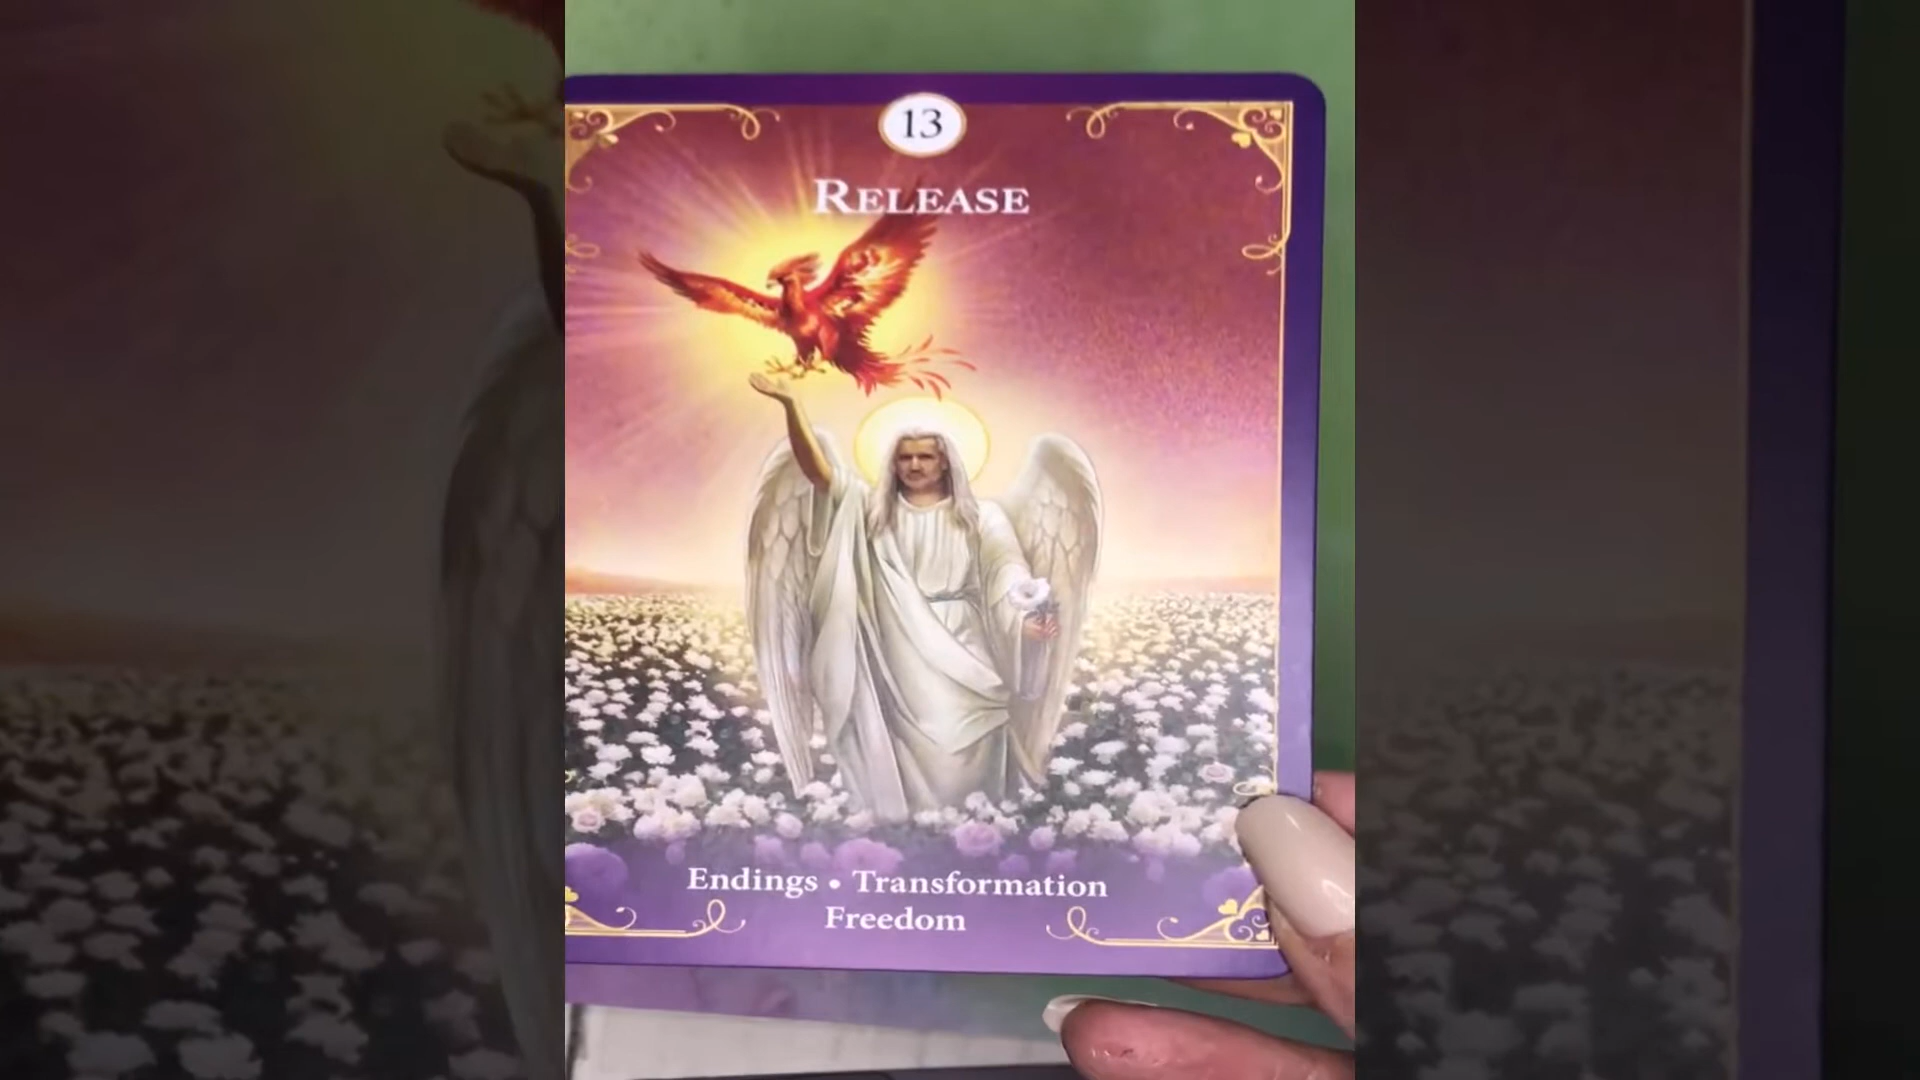 13
RELEASE
Endings • Transformation
Freedom